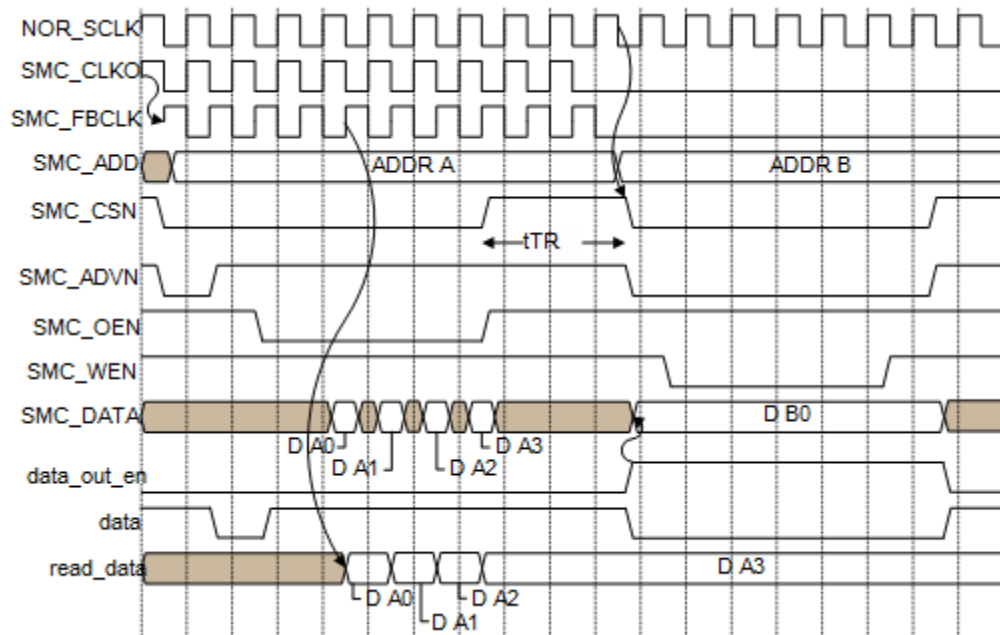 NOR_SCLK
SMC_CLKO
SMC_FBCLK
SMC_ADD
ADDR A
ADDR B
SMC_CSN
tTR
SMC_ADVN
SMC_OEN
SMC_WEN
SMC_DATA
D B0
D A0
D A1
D A2
D A3
data_out_en
data
read_data
D A3
D A0
D A2
D A1